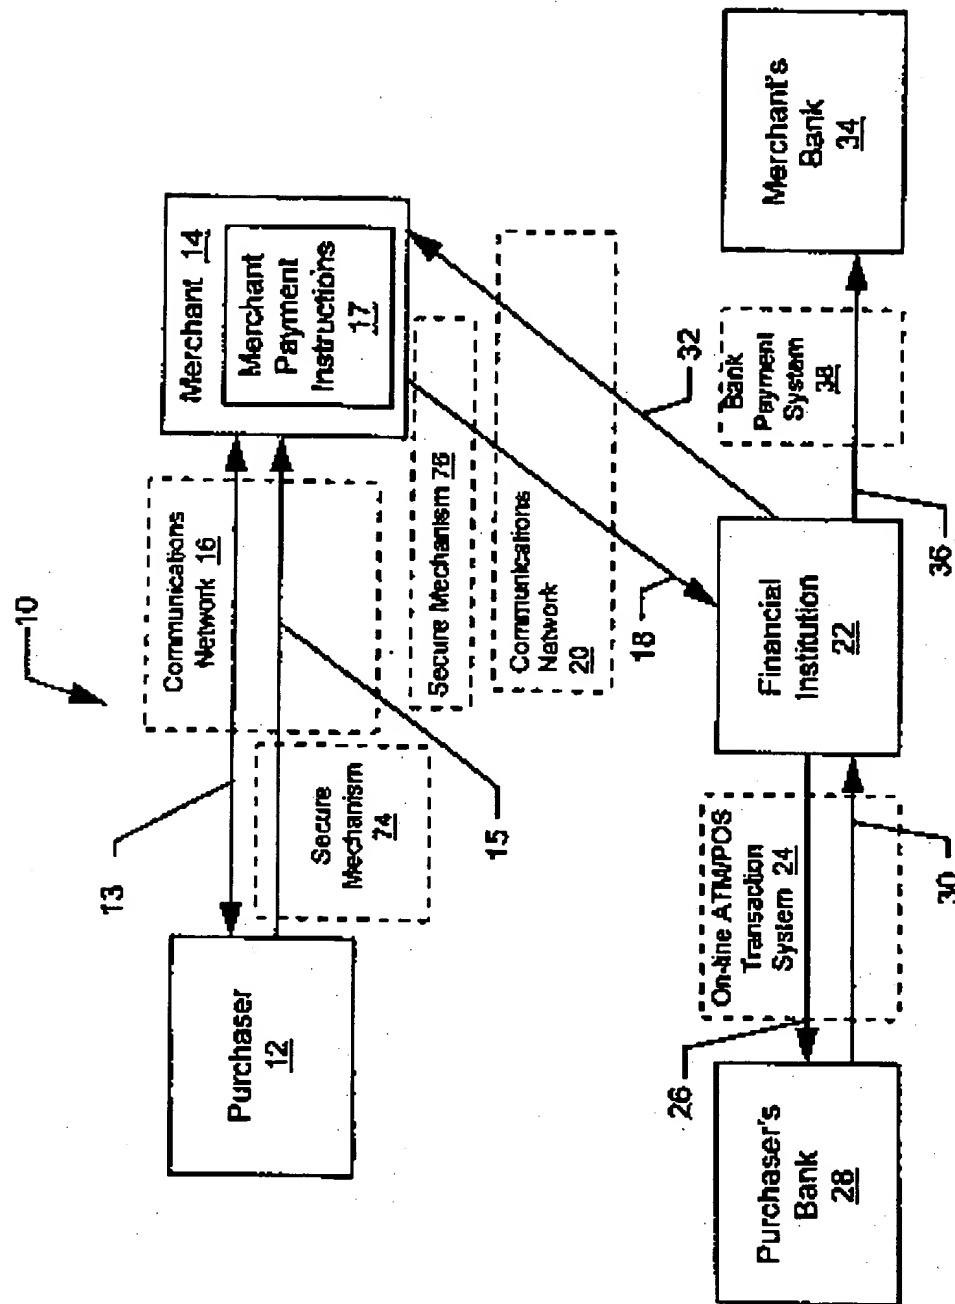 10
13
Communications
Network 16
Purchaser
12
Secure
Mechanism
74
15
Merchant 14
Merchant
Payment
Instructions
17
Secure Mechanism 76
Communications
Network
20
18
32
Purchaser's
Bank
28
26
On-line ATM/POS
Transaction
System 24
30
Financial
Institution
22
36
Bank
Payment
System
38
Merchant's
Bank
34